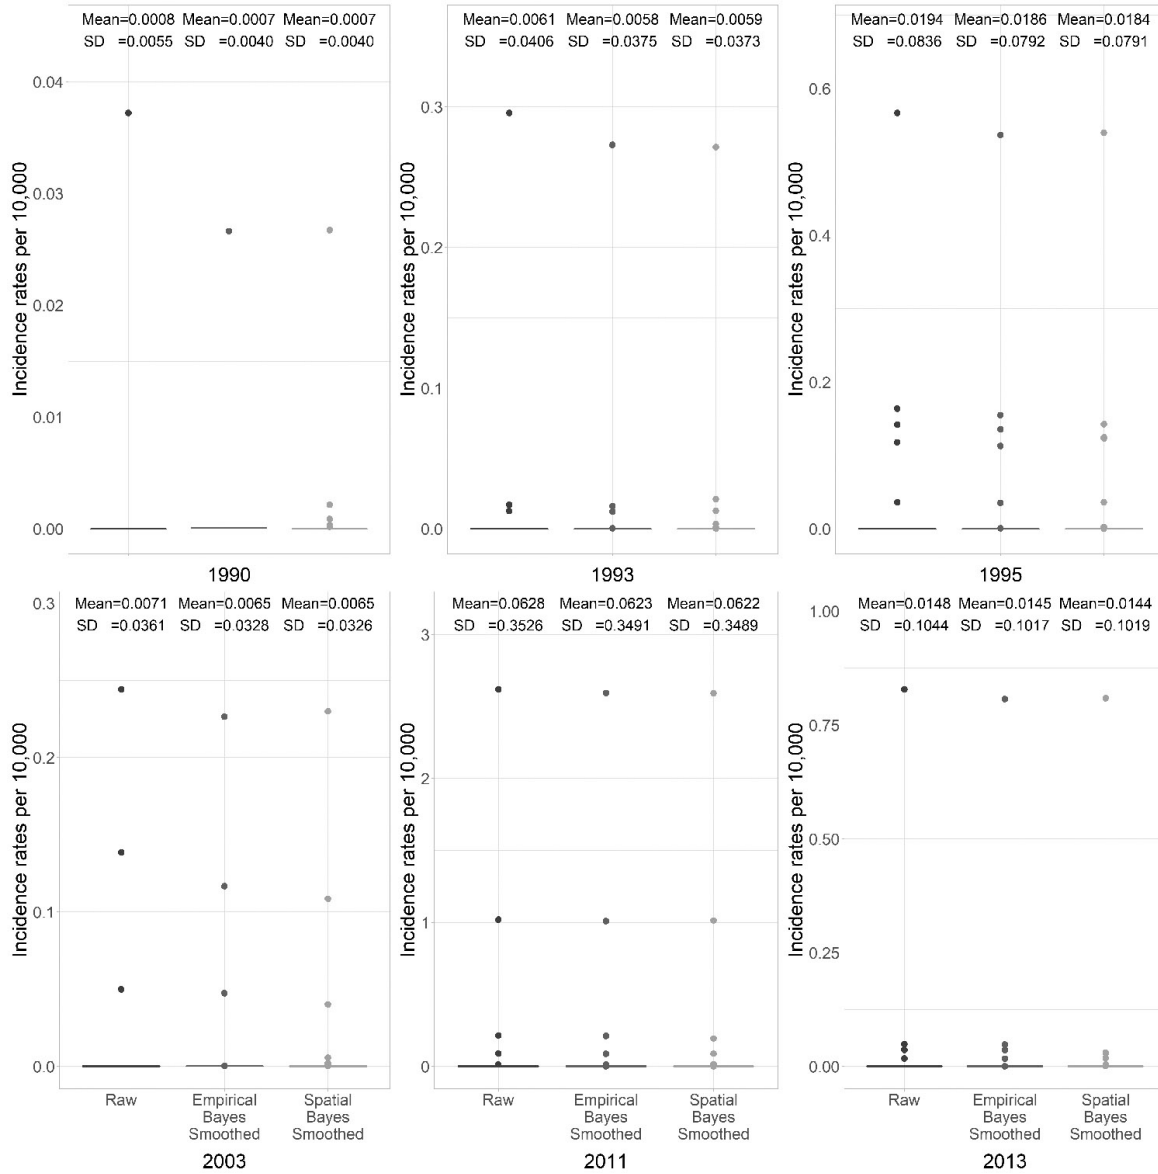 Mean=0.0008 Mean=0.0007 Mean=0.0007
SD =0.0055 SD =0.0040 SD =0.0040
Incidence rates per 10,000
0.04
0.03
0.02
0.01
0.00
1990
Mean=0.0061 Mean=0.0058 Mean=0.0059
SD =0.0406 SD =0.0375 SD =0.0373
Incidence rates per 10,000
0.3
0.2
0.1
0.0
1993
Mean=0.0194 Mean=0.0186 Mean=0.0184
SD =0.0836 SD =0.0792 SD =0.0791
Incidence rates per 10,000
0.6
0.4
0.2
0.0
1995
Mean=0.0071 Mean=0.0065 Mean=0.0065
SD =0.0361 SD =0.0328 SD =0.0326
Incidence rates per 10,000
0.3
0.2
0.1
0.0
Raw Empirical Spatial
Bayes Bayes
Smoothed Smoothed
2003
Mean=0.0628 Mean=0.0623 Mean=0.0622
SD =0.3526 SD =0.3491 SD =0.3489
Incidence rates per 10,000
3
2
1
0
Raw Empirical Spatial
Bayes Bayes
Smoothed Smoothed
2011
Mean=0.0148 Mean=0.0145 Mean=0.0144
SD =0.1044 SD =0.1017 SD =0.1019
Incidence rates per 10,000
1.00
0.75
0.50
0.25
0.00
Raw Empirical Spatial
Bayes Bayes
Smoothed Smoothed
2013